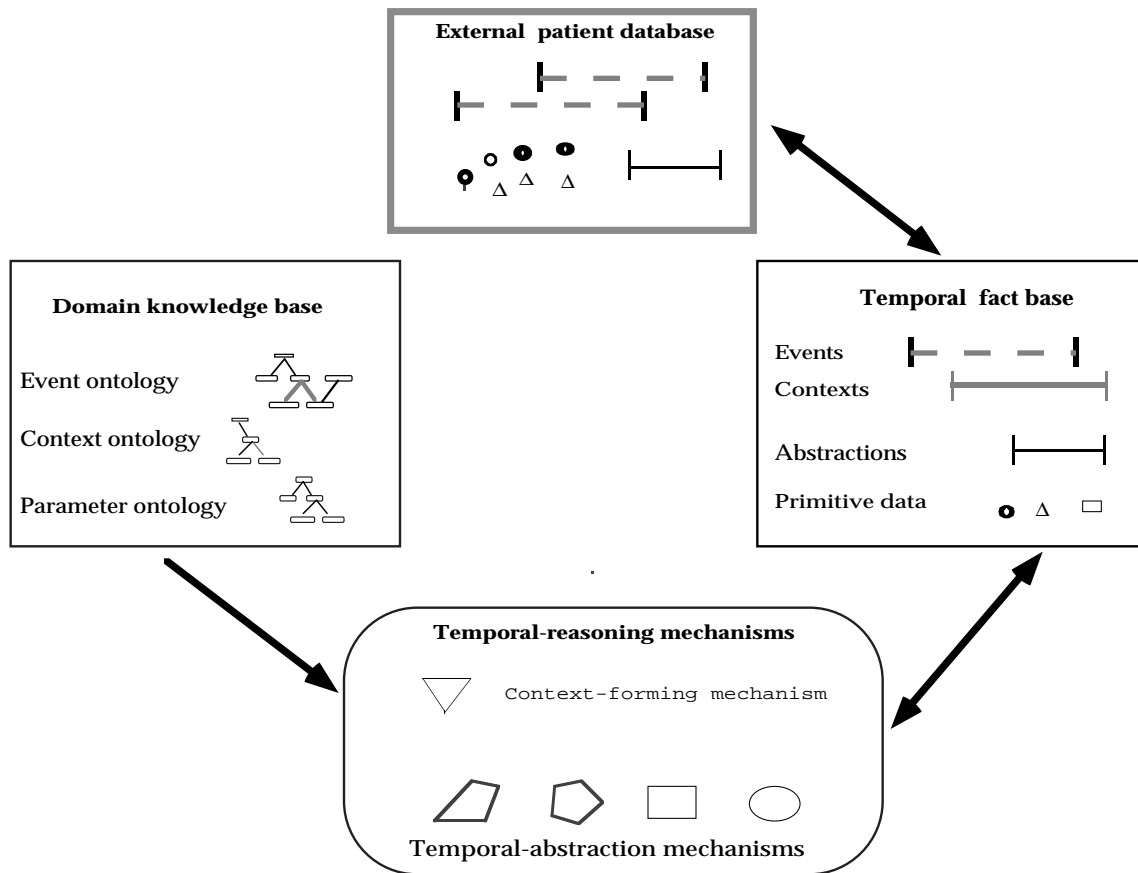 External patient database
Domain knowledge base
Event ontology
Context ontology
Parameter ontology
Temporal fact base
Events
Contexts
Abstractions
Primitive data
Temporal-reasoning mechanisms
Context-forming mechanism
Temporal-abstraction mechanisms